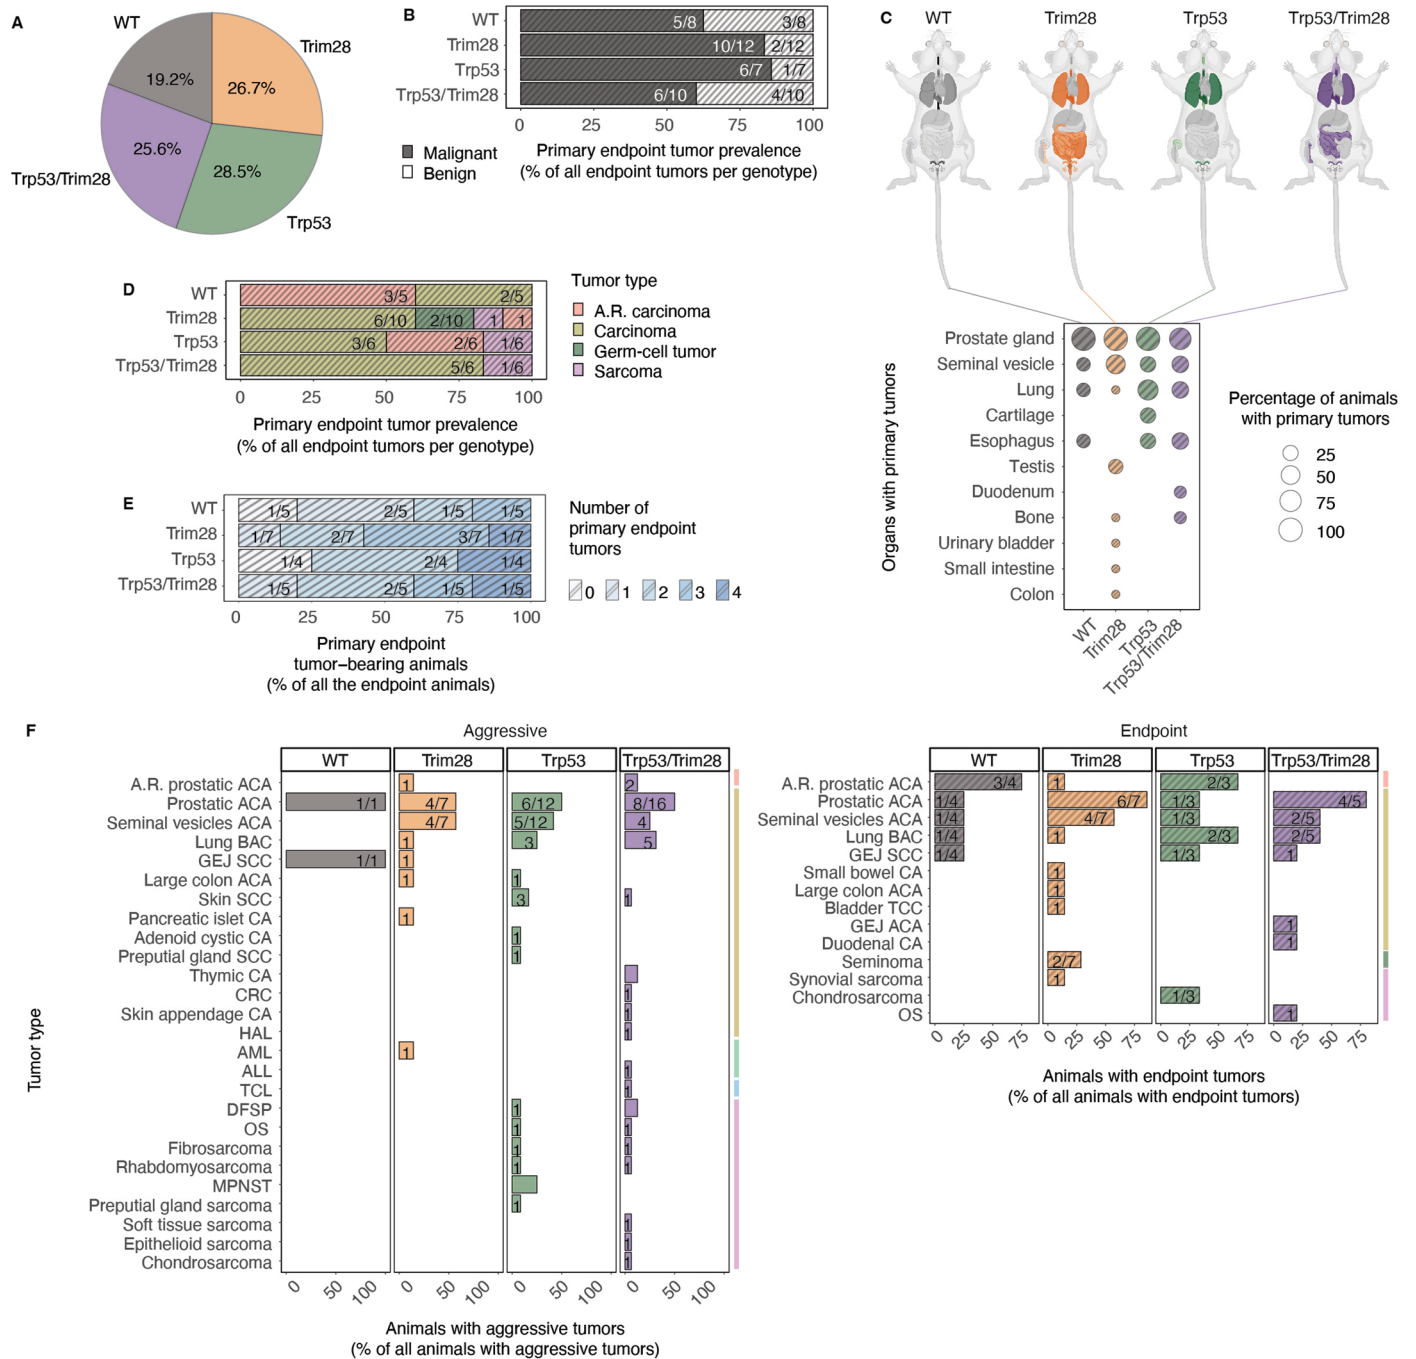 A
WT
Trim28
19.2%
26.7%
25.6%
28.5%
Trp53/Trim28
Trp53
B
WT
5/8
3/8
Trim28
10/12
2/12
Trp53
6/7
1/7
Trp53/Trim28
6/10
4/10
0
25
50
75
100
Malignant
Benign
Primary endpoint tumor prevalence
(% of all endpoint tumors per genotype)
C
WT
Trim28
Trp53
Trp53/Trim28
Organs with primary tumors
Prostate gland
Seminal vesicle
Lung
Cartilage
Esophagus
Testis
Duodenum
Bone
Urinary bladder
Small intestine
Colon
WT
Trim28
Trp53
Trp53/Trim28
Percentage of animals
with primary tumors
25
50
75
100
D
WT
3/5
2/5
Trim28
6/10
2/10
1
1
Trp53
3/6
2/6
1/6
Trp53/Trim28
5/6
1/6
0
25
50
75
100
Primary endpoint tumor prevalence
(% of all endpoint tumors per genotype)
Tumor type
A.R. carcinoma
Carcinoma
Germ-cell tumor
Sarcoma
E
WT
1/5
2/5
1/5
1/5
Trim28
1/7
2/7
3/7
1/7
Trp53
1/4
2/4
1/4
Trp53/Trim28
1/5
2/5
1/5
1/5
0
25
50
75
100
Primary endpoint
tumor–bearing animals
(% of all the endpoint animals)
Number of
primary endpoint
tumors
0
1
2
3
4
F
Aggressive
WT
Trim28
Trp53
Trp53/Trim28
Tumor type
A.R. prostatic ACA
1
2
Prostatic ACA
1/1
4/7
6/12
8/16
Seminal vesicles ACA
4/7
5/12
4
Lung BAC
1
3
5
GEJ SCC
1/1
1
Large colon ACA
1
1
Skin SCC
3
1
Pancreatic islet CA
1
Adenoid cystic CA
1
Preputial gland SCC
1
Thymic CA
CRC
1
Skin appendage CA
1
HAL
1
AML
1
ALL
1
TCL
1
DFSP
1
OS
1
1
Fibrosarcoma
1
1
Rhabdomyosarcoma
1
1
MPNST
Preputial gland sarcoma
1
Soft tissue sarcoma
1
Epithelioid sarcoma
1
Chondrosarcoma
1
0
50
100
0
50
100
0
50
100
0
50
100
Animals with aggressive tumors
(% of all animals with aggressive tumors)
Endpoint
WT
Trim28
Trp53
Trp53/Trim28
A.R. prostatic ACA
3/4
1
2/3
Prostatic ACA
1/4
6/7
1/3
4/5
Seminal vesicles ACA
1/4
4/7
1/3
2/5
Lung BAC
1/4
1
2/3
2/5
GEJ SCC
1/4
1/3
1
Small bowel CA
1
Large colon ACA
1
Bladder TCC
1
GEJ ACA
1
Duodenal CA
1
Seminoma
2/7
Synovial sarcoma
1
Chondrosarcoma
1/3
OS
1
0
25
50
75
0
25
50
75
0
25
50
75
0
25
50
75
Animals with endpoint tumors
(% of all animals with endpoint tumors)